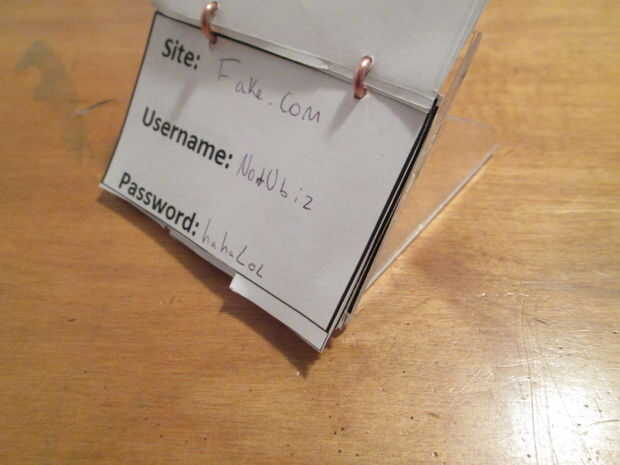 Site: Fake.com
Username: NotUbiz
Password: hahaLoL